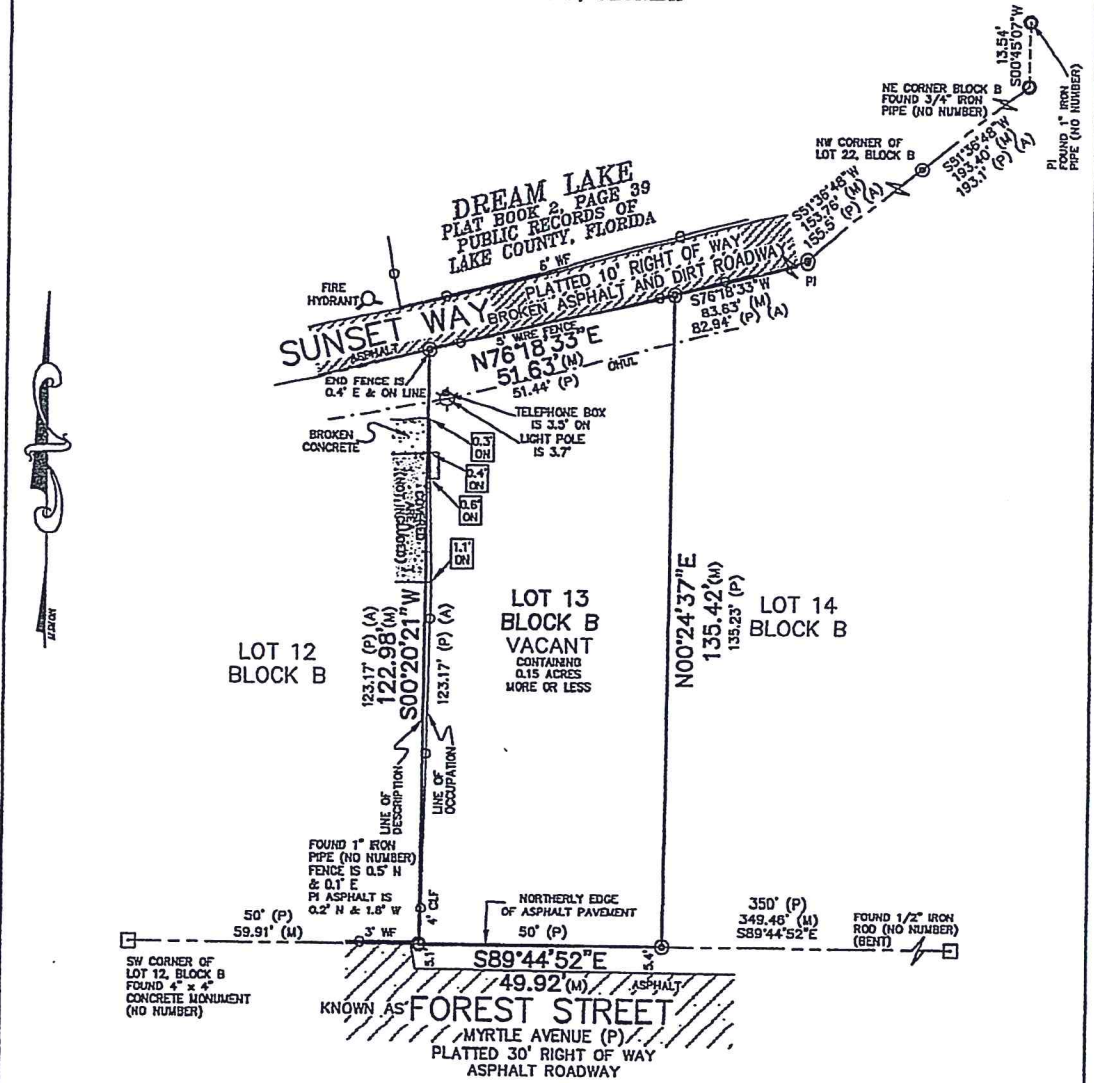 13.54'
S00°45'07"W
NE CORNER BLOCK B
FOUND 3/4" IRON
PIPE (NO NUMBER)
PI
FOUND 1" IRON
PIPE (NO NUMBER)
NW CORNER OF
LOT 22, BLOCK B
S51°36'48"W
193.40' (M)
193.1' (P) (A)
S51°36'48"W
153.76' (M)
155.5' (P) (A)
DREAM LAKE
PLAT BOOK 2, PAGE 39
PUBLIC RECORDS OF
LAKE COUNTY, FLORIDA
6' WF
PLATTED 10' RIGHT OF WAY
BROKEN ASPHALT AND DIRT ROADWAY
PI
FIRE
HYDRANT
SUNSET WAY
ASPHALT
S76°18'33"W
83.63' (M)
82.94' (P) (A)
5' WIRE FENCE
N76°18'33"E
51.63' (M)
51.44' (P)
OHUL
END FENCE IS
0.4' E & ON LINE
TELEPHONE BOX
IS 3.5' ON
LIGHT POLE
IS 3.7'
BROKEN
CONCRETE
0.3'
ON
0.4'
ON
0.6'
ON
COVERED
AREA
(NOT INCLUDED)
1.1'
ON
LOT 12
BLOCK B
123.17' (P) (A)
122.98' (M)
S00°20'21"W
123.17' (P) (A)
LOT 13
BLOCK B
VACANT
CONTAINING
0.15 ACRES
MORE OR LESS
N00°24'37"E
135.42' (M)
135.23' (P)
LOT 14
BLOCK B
LINE OF
DESCRIPTION
LINE OF
OCCUPATION
FOUND 1" IRON
PIPE (NO NUMBER)
FENCE IS 0.5' N
& 0.1' E
PI ASPHALT IS
0.2' N & 1.8' W
4' CLF
50' (P)
59.91' (M)
3' WF
NORTHERLY EDGE
OF ASPHALT PAVEMENT
50' (P)
350' (P)
349.48' (M)
S89°44'52"E
FOUND 1/2" IRON
ROD (NO NUMBER)
(BENT)
SW CORNER OF
LOT 12, BLOCK B
FOUND 4" x 4"
CONCRETE MONUMENT
(NO NUMBER)
5.1'
S89°44'52"E
5.4'
49.92' (M)
ASPHALT
KNOWN AS FOREST STREET
MYRTLE AVENUE (P)
PLATTED 30' RIGHT OF WAY
ASPHALT ROADWAY